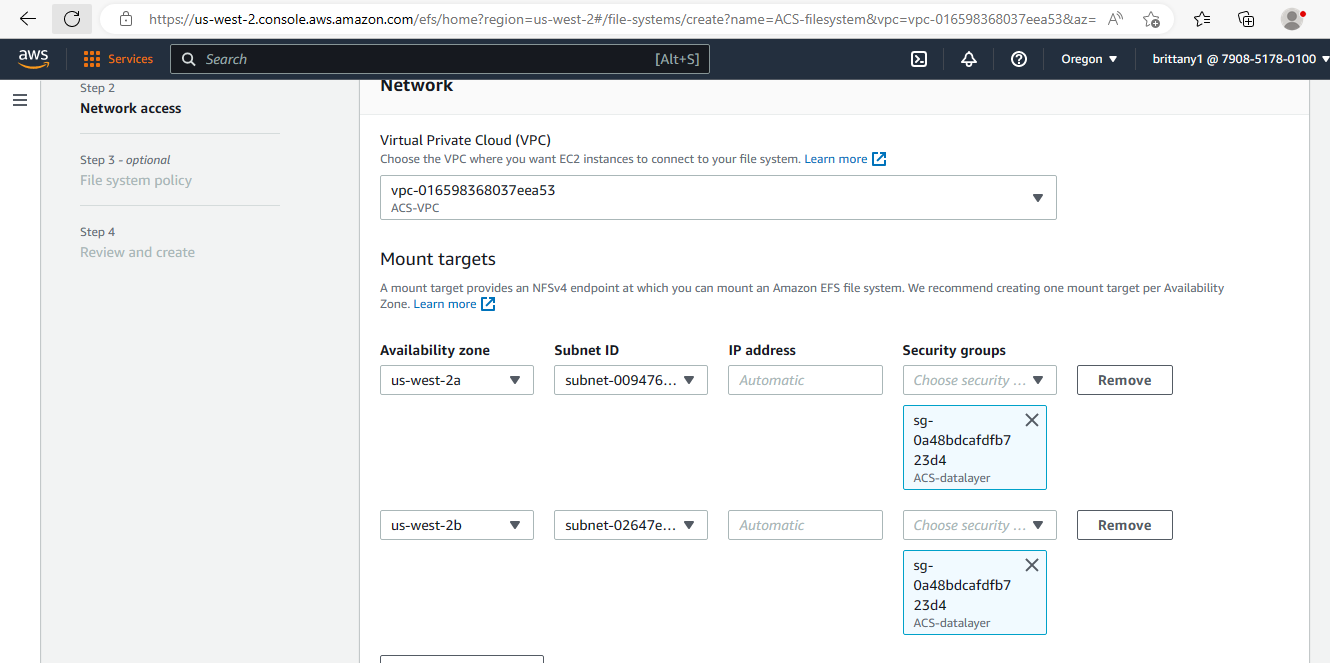 https://us-west-2.console.aws.amazon.com/efs/home?region=us-west-2#/file-systems/create?name=ACS-filesystem&vpc=vpc-016598368037eea53&az=
aws
Services
Search
[Alt+S]
Oregon
brittany1 @ 7908-5178-0100
Step 2
Network access
Step 3 - optional
File system policy
Step 4
Review and create
Network
Virtual Private Cloud (VPC)
Choose the VPC where you want EC2 instances to connect to your file system. Learn more
vpc-016598368037eea53
ACS-VPC
Mount targets
A mount target provides an NFSv4 endpoint at which you can mount an Amazon EFS file system. We recommend creating one mount target per Availability
Zone. Learn more
Availability zone
Subnet ID
IP address
Security groups
us-west-2a
subnet-009476...
Automatic
Choose security ...
Remove
sg-
0a48bdcafdfb7
23d4
ACS-datalayer
us-west-2b
subnet-02647e...
Automatic
Choose security ...
Remove
sg-
0a48bdcafdfb7
23d4
ACS-datalayer